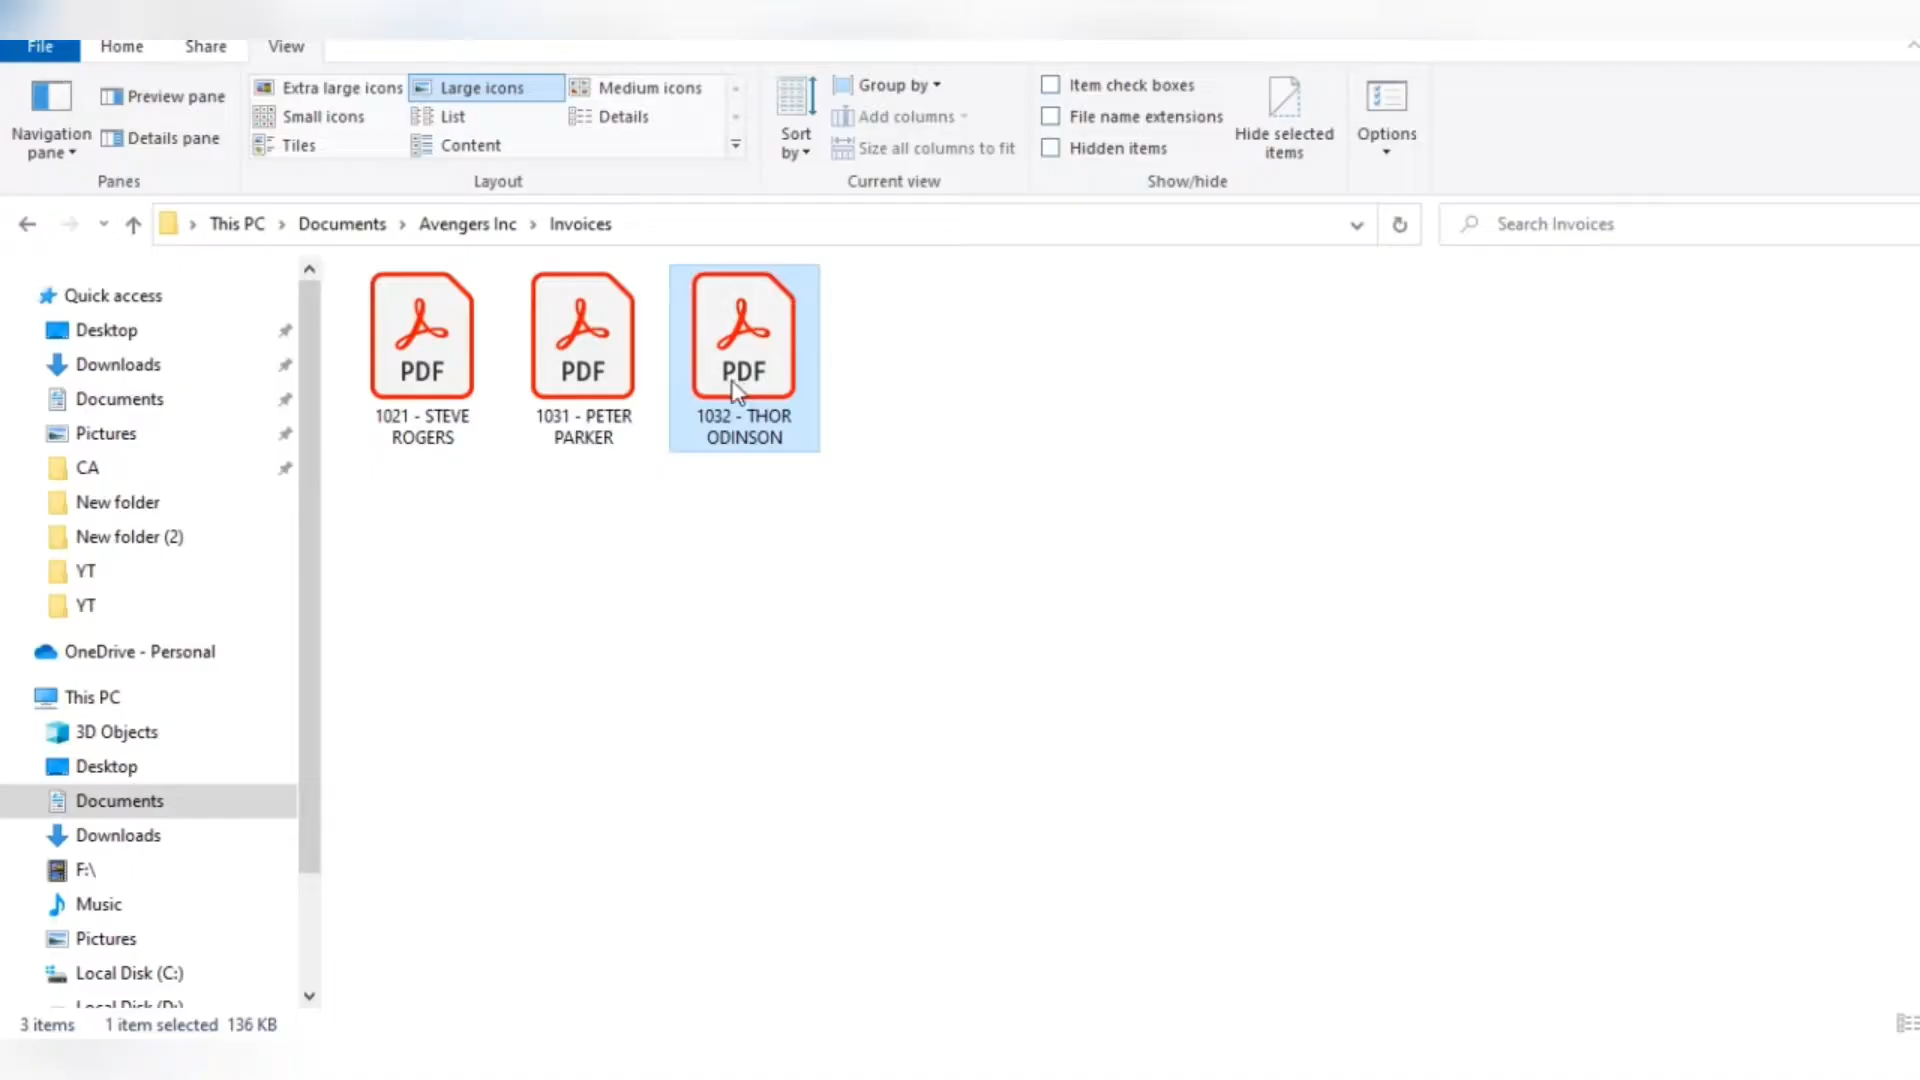 File Home Share View
Navigation pane
Preview pane
Details pane
Panes
Extra large icons Large icons Medium icons
Small icons List Details
Tiles Content
Layout
Sort by
Group by
Add columns
Size all columns to fit
Current view
Item check boxes
File name extensions
Hidden items
Hide selected items
Show/hide
Options
This PC > Documents > Avengers Inc > Invoices
Search Invoices
Quick access
Desktop
Downloads
Documents
Pictures
CA
New folder
New folder (2)
YT
YT
OneDrive - Personal
This PC
3D Objects
Desktop
Documents
Downloads
F:\
Music
Pictures
Local Disk (C:)
Local Disk (D:)
PDF
1021 - STEVE
ROGERS
PDF
1031 - PETER
PARKER
PDF
1032 - THOR
ODINSON
3 items 1 item selected 136 KB